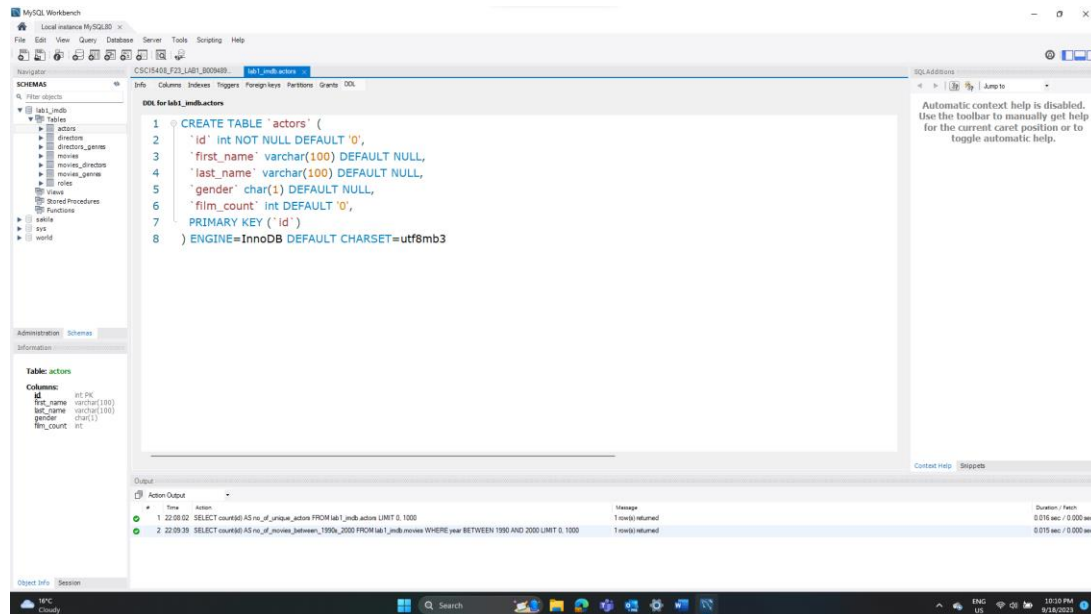 MySQL Workbench
Local instance MySQL80 ×
File Edit View Query Database Server Tools Scripting Help
Navigator
SCHEMAS
Filter objects
lab1_imdb
Tables
actors
directors
directors_genres
movies
movies_directors
movies_genres
roles
Views
Stored Procedures
Functions
sakila
sys
world
Administration Schemas
Information
Table: actors
Columns:
id int PK
first_name varchar(100)
last_name varchar(100)
gender char(1)
film_count int
Object Info Session
lab1_imdb.actors ×
Info Columns Indexes Triggers Foreign keys Partitions Grants DDL
DDL for lab1_imdb.actors
1 CREATE TABLE `actors` (
2 `id` int NOT NULL DEFAULT '0',
3 `first_name` varchar(100) DEFAULT NULL,
4 `last_name` varchar(100) DEFAULT NULL,
5 `gender` char(1) DEFAULT NULL,
6 `film_count` int DEFAULT '0',
7 PRIMARY KEY (`id`)
8 ) ENGINE=InnoDB DEFAULT CHARSET=utf8mb3
SQLAdditions
Jump to
Automatic context help is disabled.
Use the toolbar to manually get help
for the current caret position or to
toggle automatic help.
Context Help Snippets
Output
Action Output
# Time Action Message Duration / Fetch
1 22:08:02 SELECT count(id) AS no_of_unique_actors FROM lab1_imdb.actors LIMIT 0, 1000 1 row(s) returned 0.016 sec / 0.000 sec
2 22:09:39 SELECT count(id) AS no_of_movies_between_1990s_2000 FROM lab1_imdb.movies WHERE year BETWEEN 1990 AND 2000 LIMIT 0, 1000 1 row(s) returned 0.015 sec / 0.000 sec
16°C
Cloudy
Search
ENG
US
10:10 PM
9/18/2023